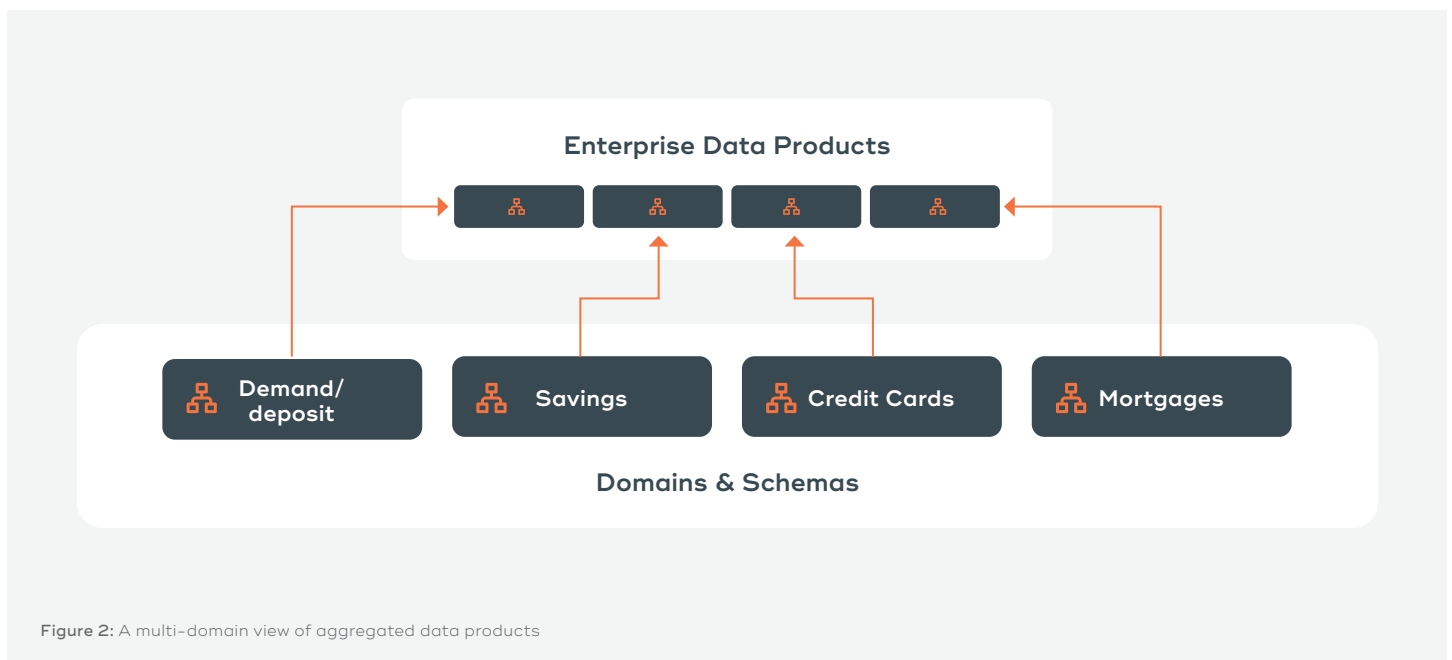 Enterprise Data Products
Demand/
deposit
Savings
Credit Cards
Mortgages
Domains & Schemas
Figure 2: A multi-domain view of aggregated data products